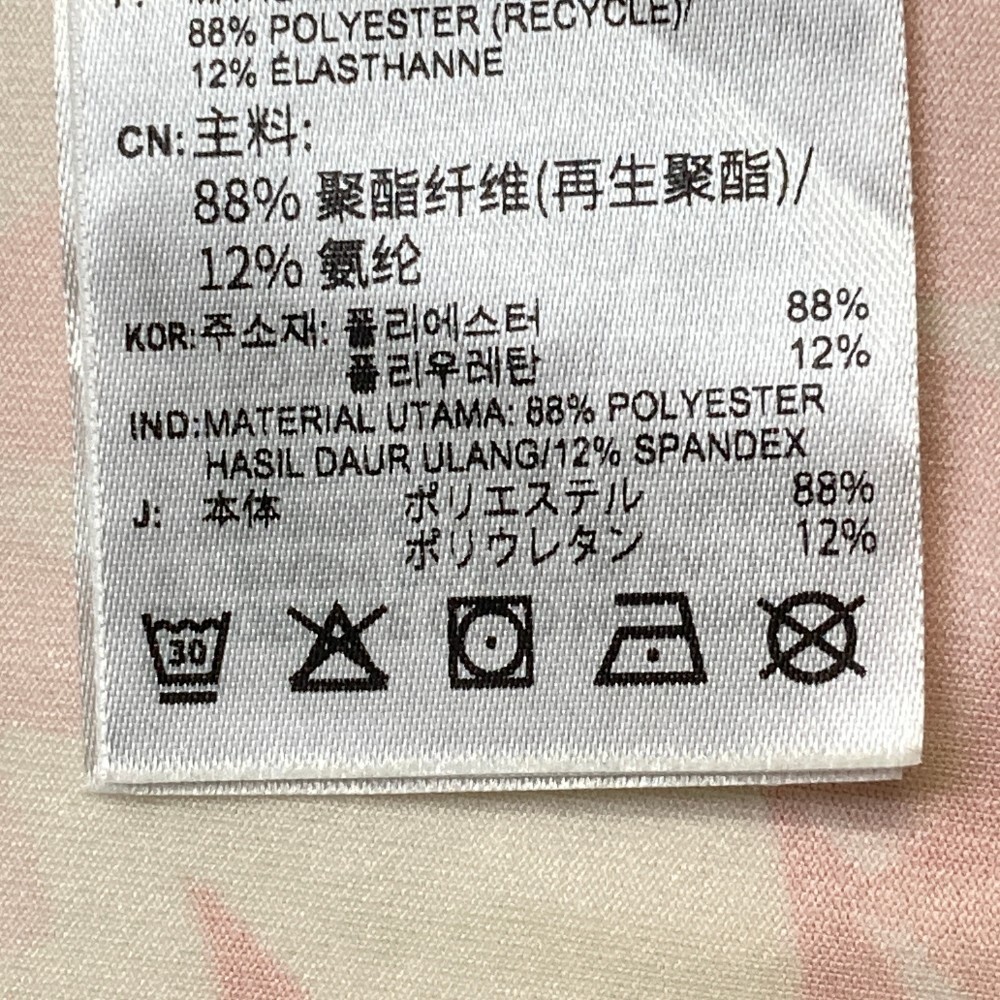 88% POLYESTER (RECYCLÉ)/
12% ÉLASTHANNE
CN: 主料:
88% 聚酯纤维(再生聚酯)/
12% 氨纶
KOR: 주소재: 폴리에스터 88%
폴리우레탄 12%
IND: MATERIAL UTAMA: 88% POLYESTER
HASIL DAUR ULANG/12% SPANDEX
J: 本体 ポリエステル 88%
ポリウレタン 12%
30